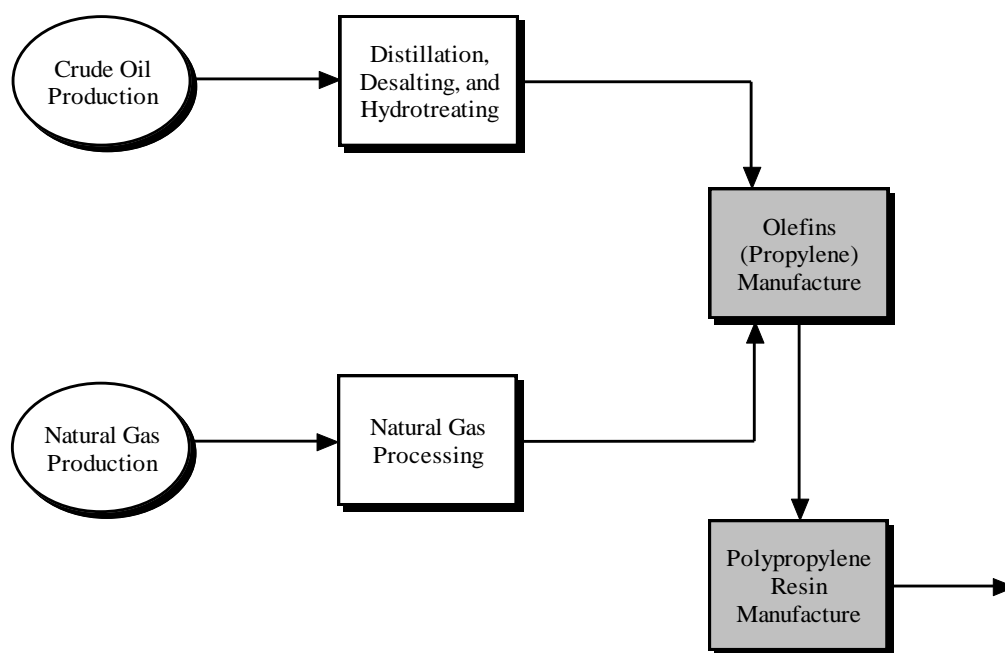 Crude Oil
Production
Distillation,
Desalting, and
Hydrotreating
Olefins
(Propylene)
Manufacture
Natural Gas
Production
Natural Gas
Processing
Polypropylene
Resin
Manufacture